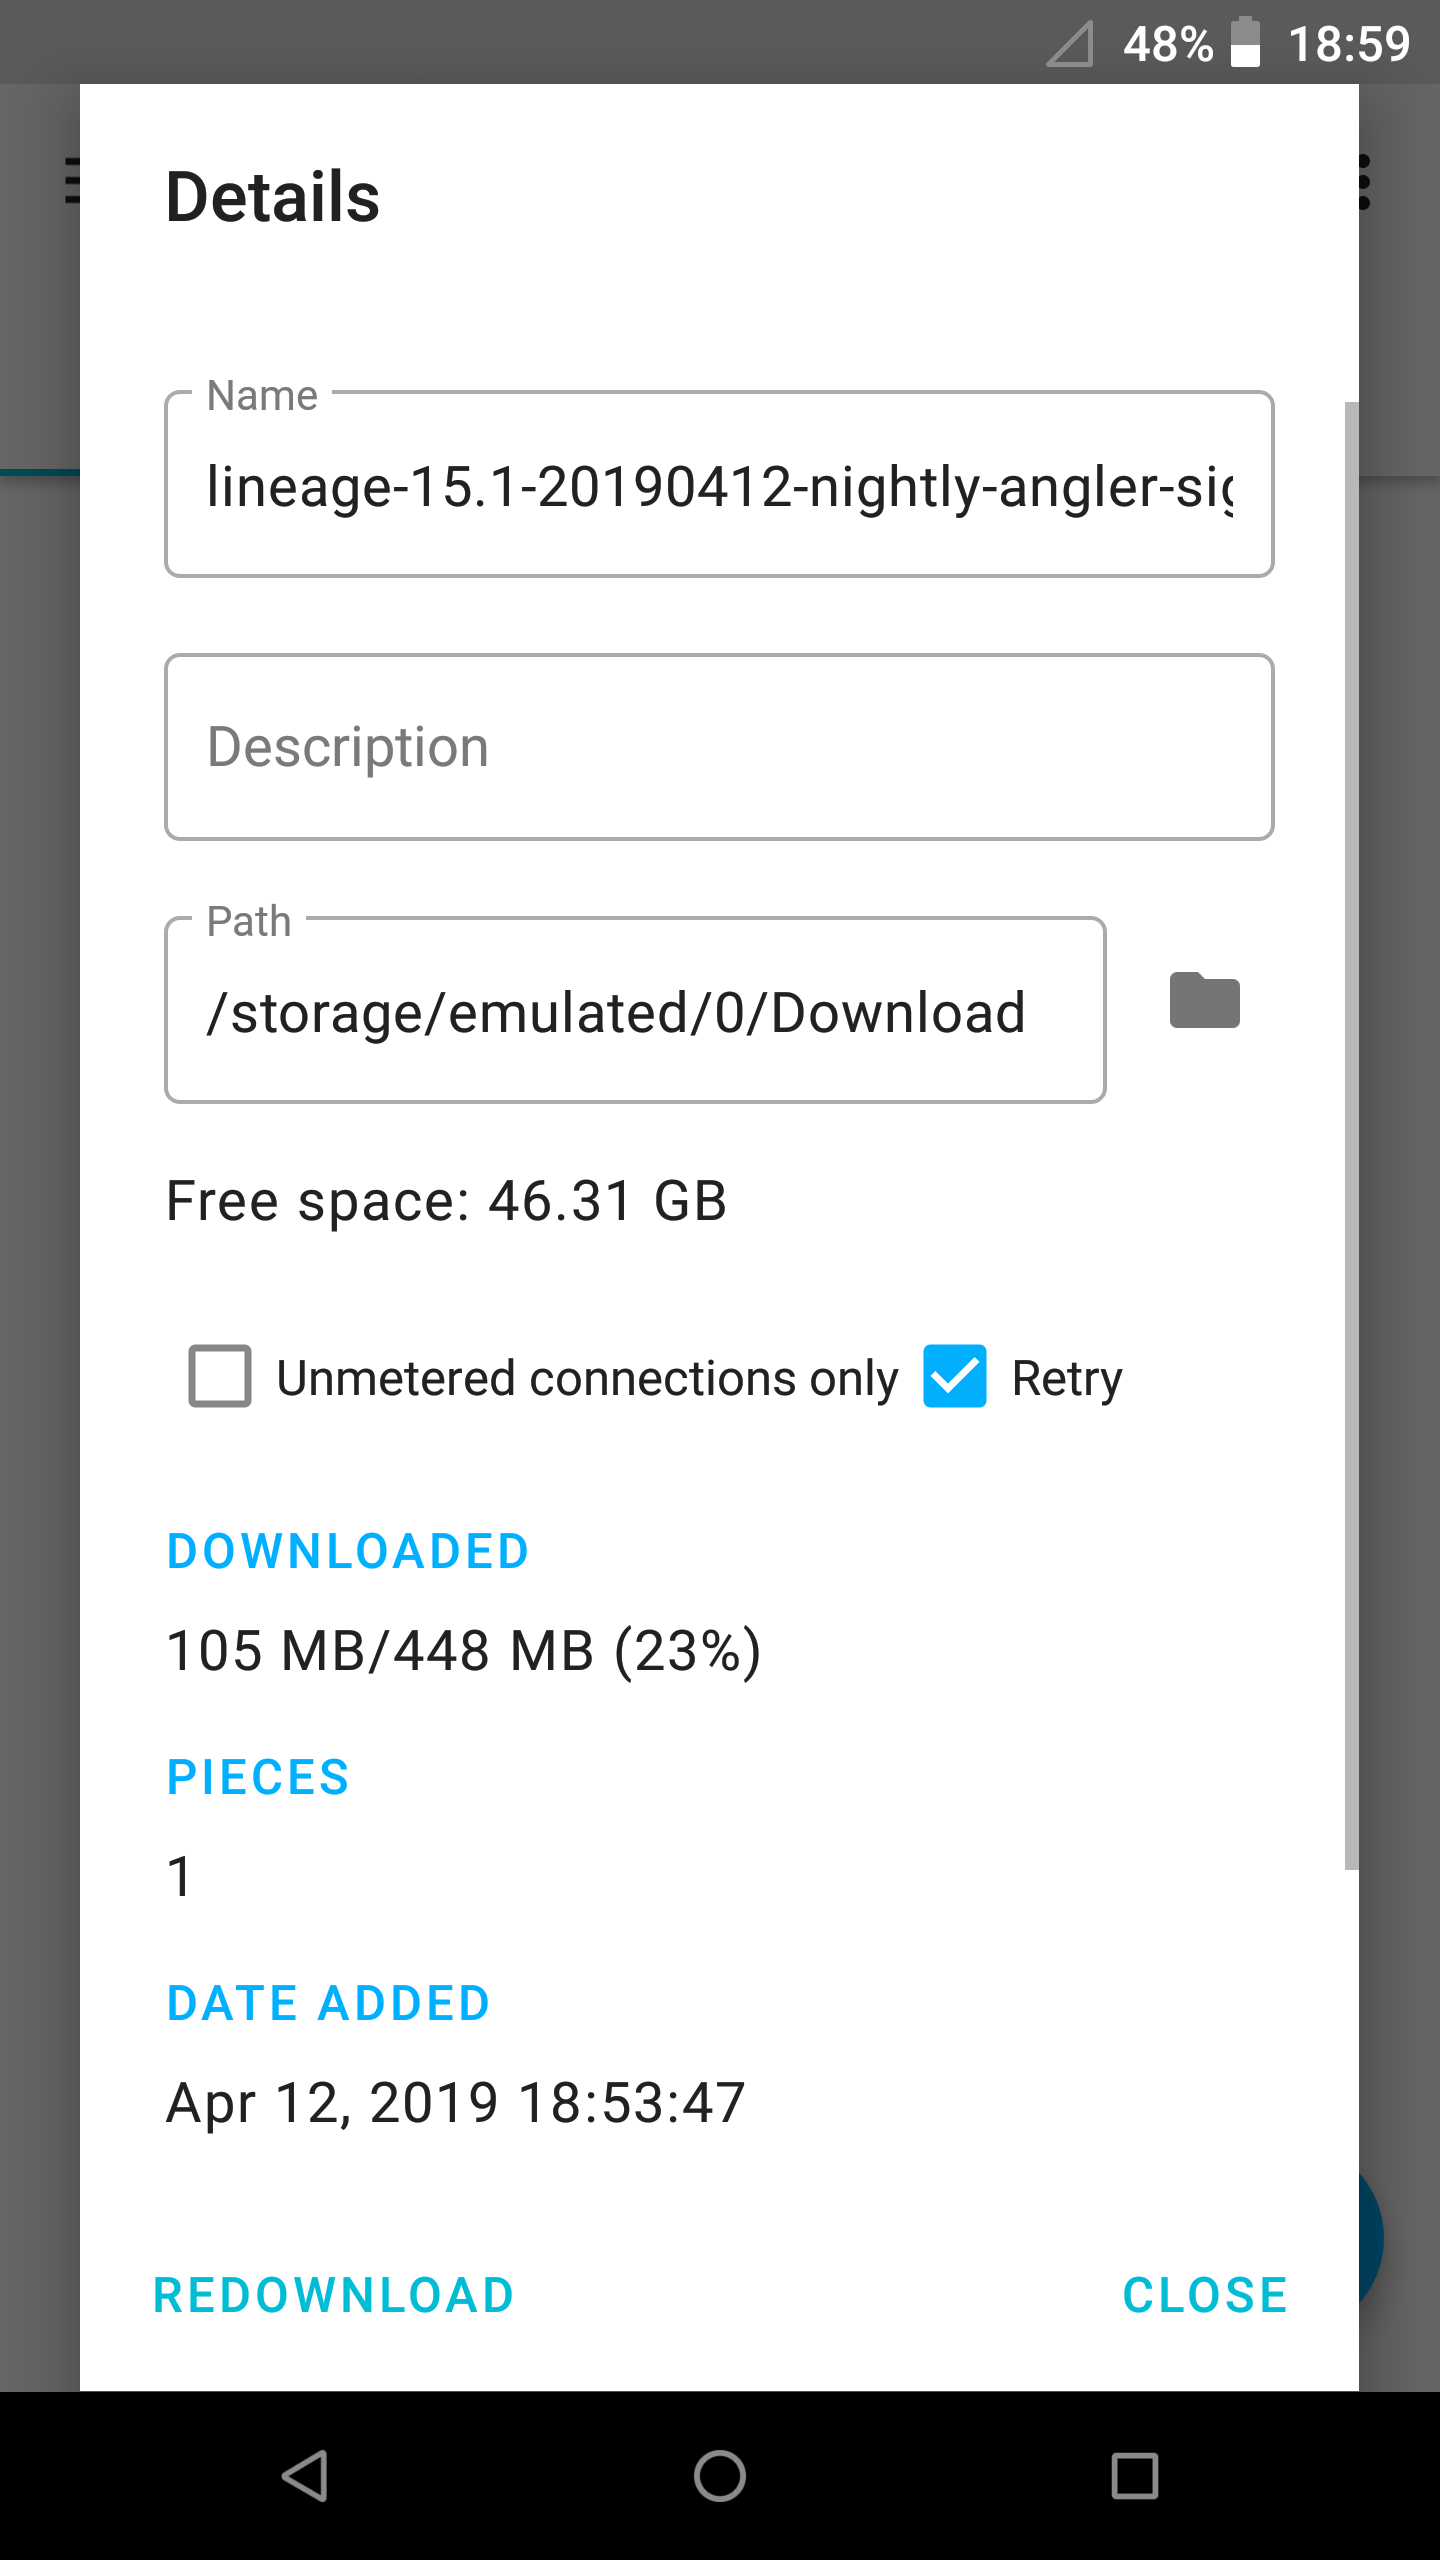 48% 18:59
Details
Name
lineage-15.1-20190412-nightly-angler-sig
Description
Path
/storage/emulated/0/Download
Free space: 46.31 GB
Unmetered connections only Retry
DOWNLOADED
105 MB/448 MB (23%)
PIECES
1
DATE ADDED
Apr 12, 2019 18:53:47
REDOWNLOAD CLOSE